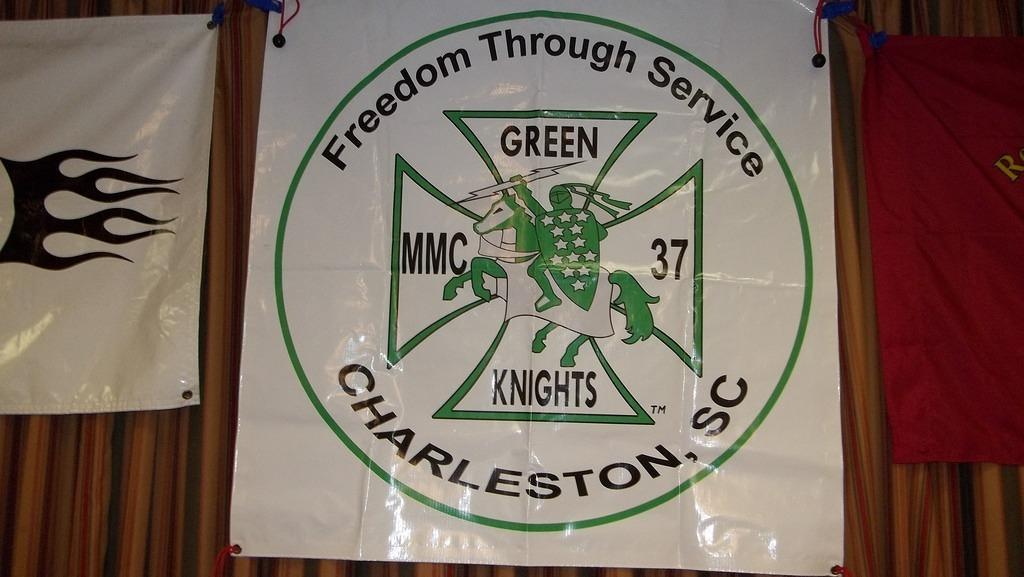 Freedom Through Service
GREEN
MMC 37
KNIGHTS
TM
CHARLESTON, SC